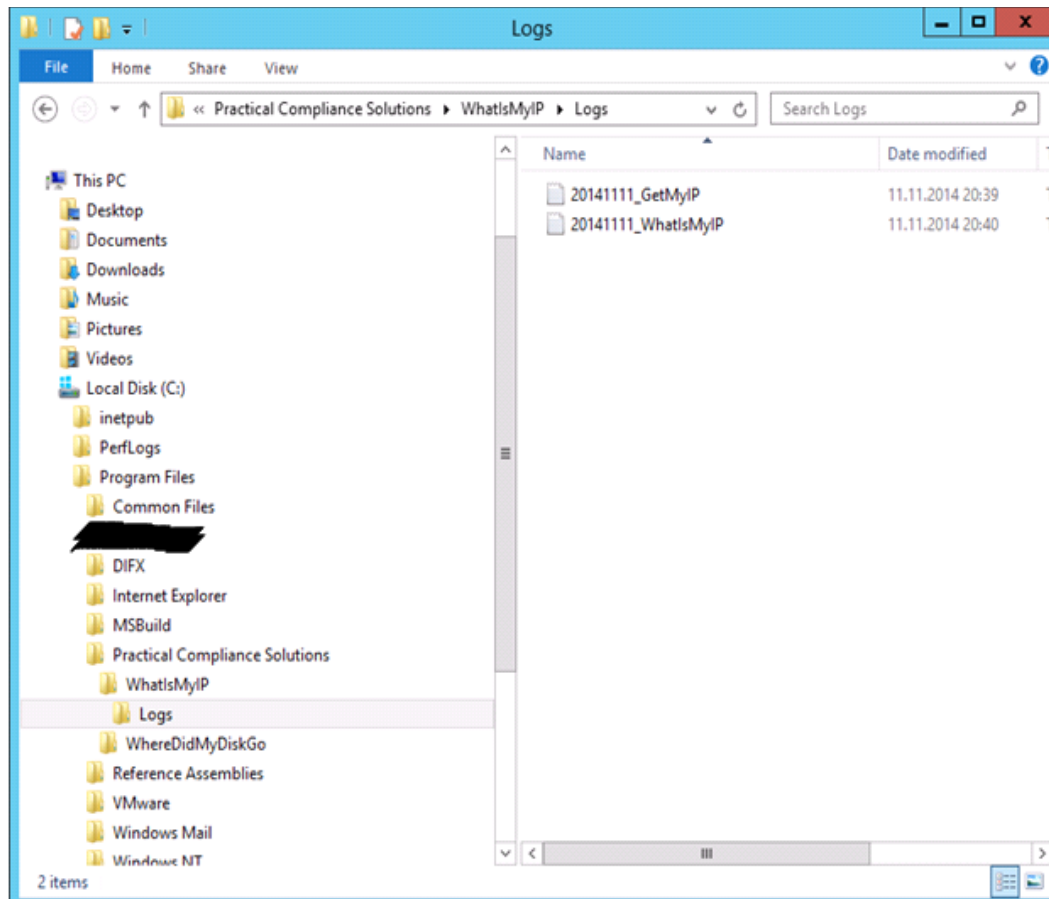 Logs
File Home Share View
« Practical Compliance Solutions WhatIsMyIP Logs
Search Logs
Name Date modified
20141111_GetMyIP 11.11.2014 20:39
20141111_WhatIsMyIP 11.11.2014 20:40
This PC
Desktop
Documents
Downloads
Music
Pictures
Videos
Local Disk (C:)
inetpub
PerfLogs
Program Files
Common Files
DIFX
Internet Explorer
MSBuild
Practical Compliance Solutions
WhatIsMyIP
Logs
WhereDidMyDiskGo
Reference Assemblies
VMware
Windows Mail
Windows NT
2 items